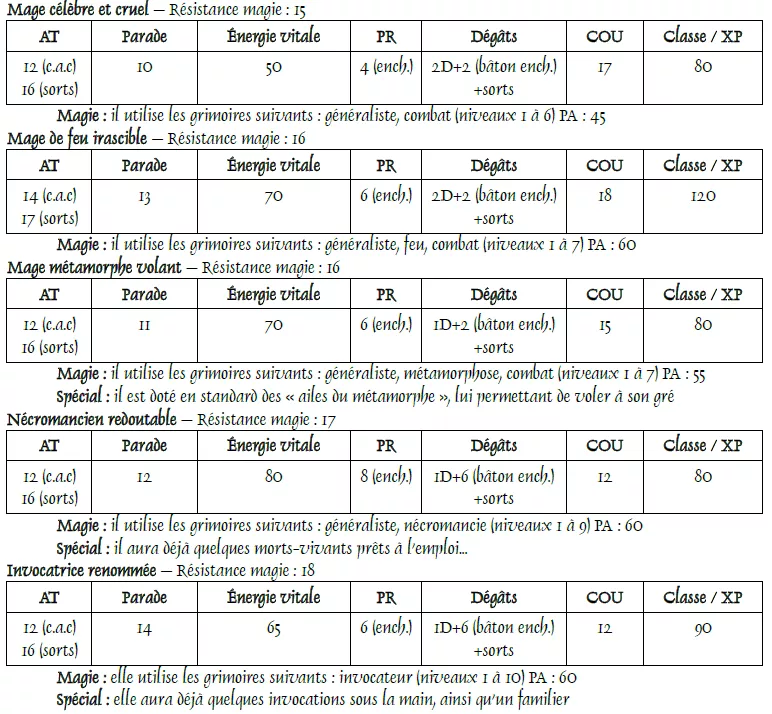 Mage célèbre et cruel – Résistance magie : 15
AT Parade Énergie vitale PR Dégâts COU Classe / XP
12 (c.a.c) 10 50 4 (ench.) 2D+2 (bâton ench.) 17 80
16 (sorts) +sorts
Magie : il utilise les grimoires suivants : généraliste, combat (niveaux 1 à 6) PA : 45
Mage de feu irascible – Résistance magie : 16
AT Parade Énergie vitale PR Dégâts COU Classe / XP
14 (c.a.c) 13 70 6 (ench.) 2D+2 (bâton ench.) 18 120
17 (sorts) +sorts
Magie : il utilise les grimoires suivants : généraliste, feu, combat (niveaux 1 à 7) PA : 60
Mage métamorphe volant – Résistance magie : 16
AT Parade Énergie vitale PR Dégâts COU Classe / XP
12 (c.a.c) 11 70 6 (ench.) 1D+2 (bâton ench.) 15 80
16 (sorts) +sorts
Magie : il utilise les grimoires suivants : généraliste, métamorphose, combat (niveaux 1 à 7) PA : 55
Spécial : il est doté en standard des « ailes du métamorphe », lui permettant de voler à son gré
Nécromancien redoutable – Résistance magie : 17
AT Parade Énergie vitale PR Dégâts COU Classe / XP
12 (c.a.c) 12 80 8 (ench.) 1D+6 (bâton ench.) 12 80
16 (sorts) +sorts
Magie : il utilise les grimoires suivants : généraliste, nécromancie (niveaux 1 à 9) PA : 60
Spécial : il aura déjà quelques morts-vivants prêts à l'emploi...
Invocatrice renommée – Résistance magie : 18
AT Parade Énergie vitale PR Dégâts COU Classe / XP
12 (c.a.c) 14 65 6 (ench.) 1D+6 (bâton ench.) 12 90
16 (sorts) +sorts
Magie : elle utilise les grimoires suivants : invocateur (niveaux 1 à 10) PA : 60
Spécial : elle aura déjà quelques invocations sous la main, ainsi qu'un familier